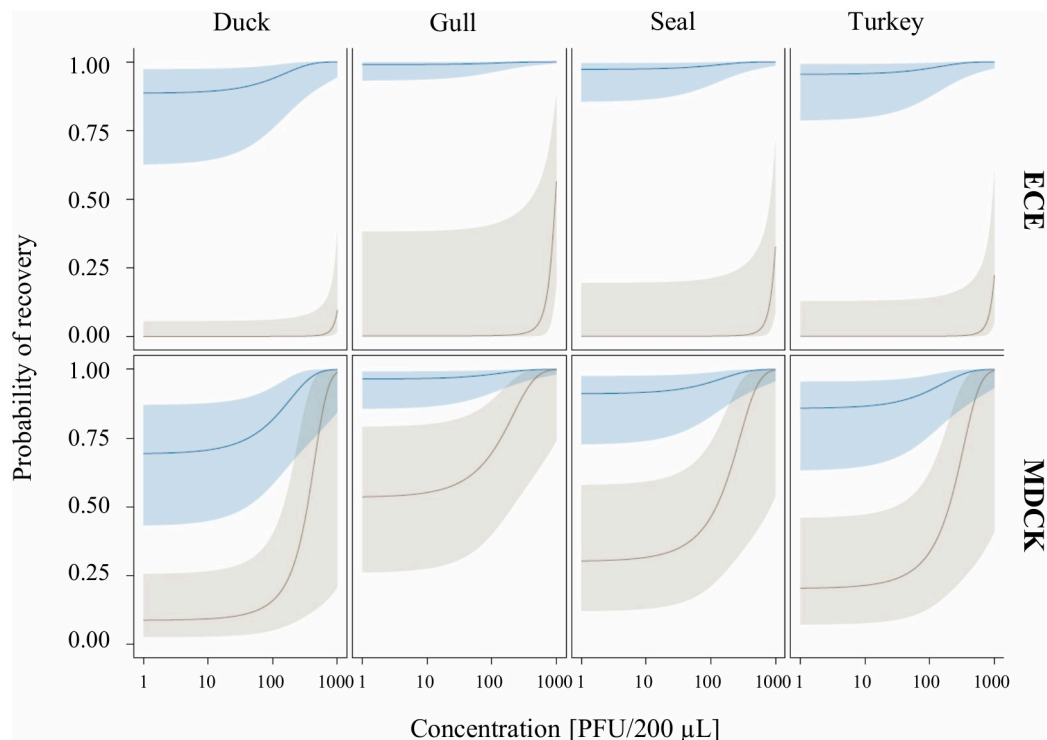 Duck Gull Seal Turkey
1.00
0.75
0.50
0.25
0.00
ECE
1.00
0.75
0.50
0.25
0.00
MDCK
Probability of recovery
1 10 100 1000 1 10 100 1000 1 10 100 1000 1 10 100 1000
Concentration [PFU/200 µL]